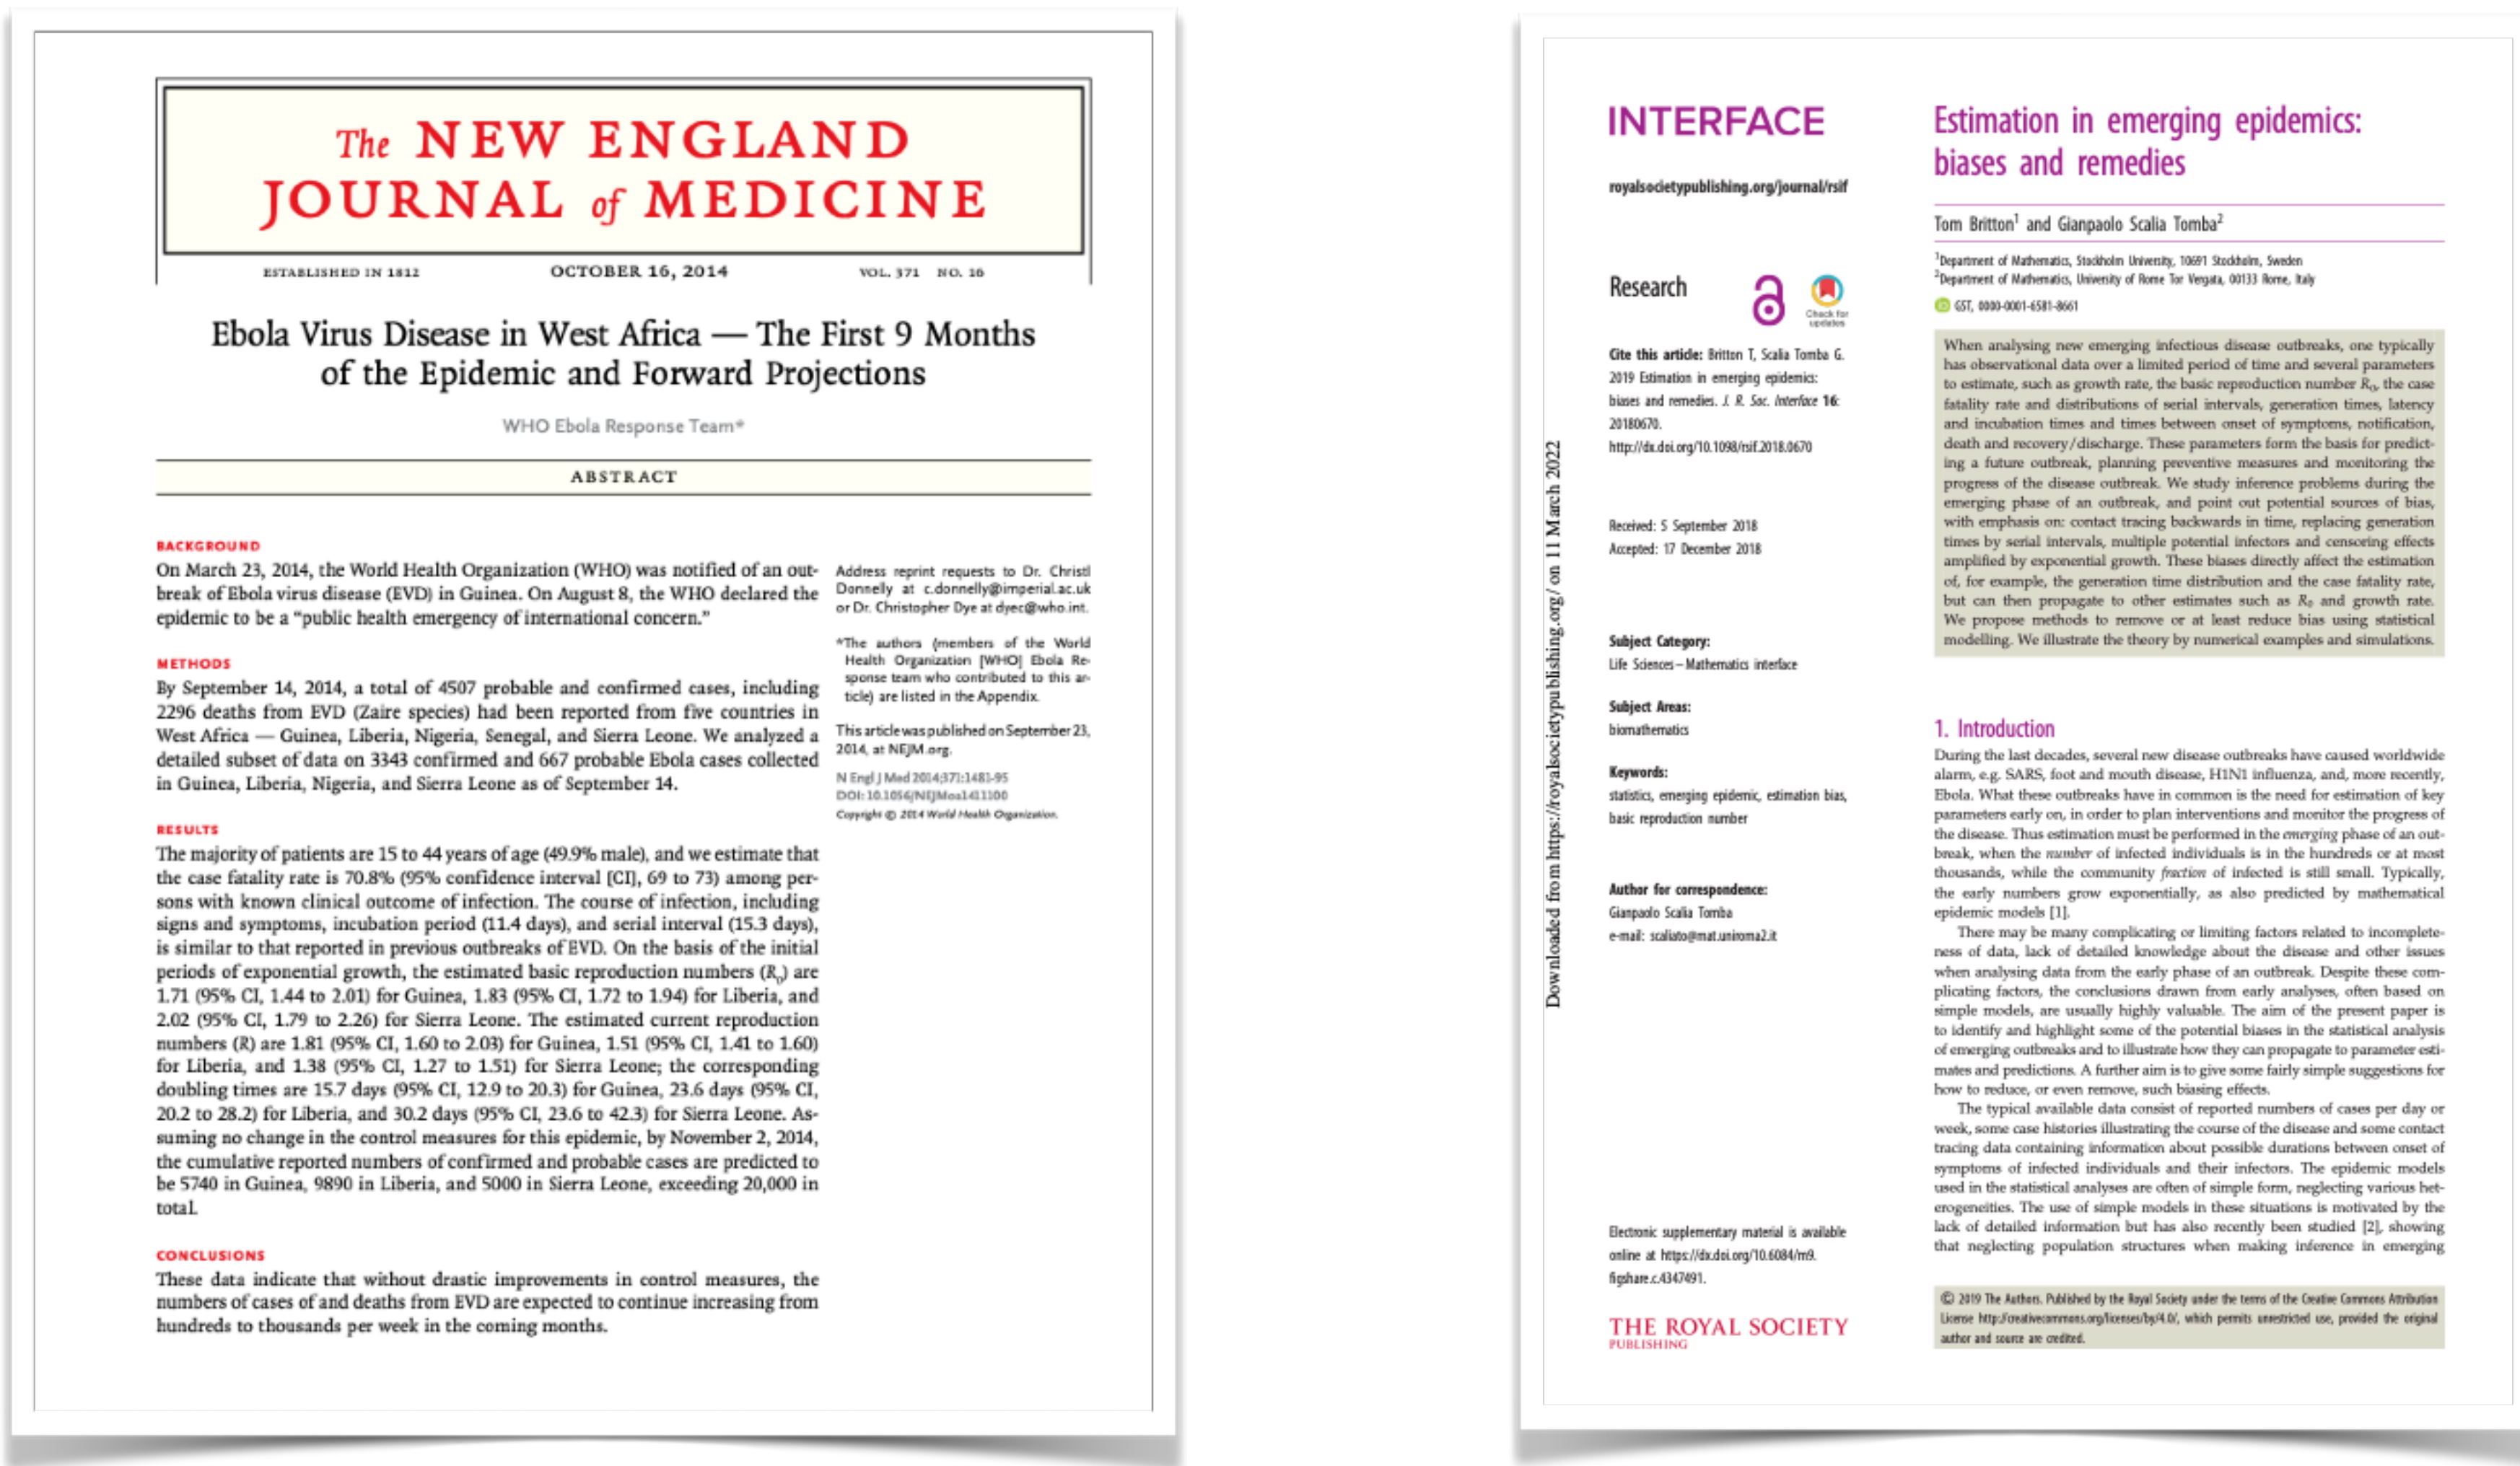 The NEW ENGLAND
JOURNAL of MEDICINE
ESTABLISHED IN 1812 OCTOBER 16, 2014 VOL. 371 NO. 16
Ebola Virus Disease in West Africa — The First 9 Months
of the Epidemic and Forward Projections
WHO Ebola Response Team*
ABSTRACT
BACKGROUND
On March 23, 2014, the World Health Organization (WHO) was notified of an out-
break of Ebola virus disease (EVD) in Guinea. On August 8, the WHO declared the
epidemic to be a “public health emergency of international concern.”
METHODS
By September 14, 2014, a total of 4507 probable and confirmed cases, including
2296 deaths from EVD (Zaire species) had been reported from five countries in
West Africa — Guinea, Liberia, Nigeria, Senegal, and Sierra Leone. We analyzed a
detailed subset of data on 3343 confirmed and 667 probable Ebola cases collected
in Guinea, Liberia, Nigeria, and Sierra Leone as of September 14.
RESULTS
The majority of patients are 15 to 44 years of age (49.9% male), and we estimate that
the case fatality rate is 70.8% (95% confidence interval [CI], 69 to 73) among per-
sons with known clinical outcome of infection. The course of infection, including
signs and symptoms, incubation period (11.4 days), and serial interval (15.3 days),
is similar to that reported in previous outbreaks of EVD. On the basis of the initial
periods of exponential growth, the estimated basic reproduction numbers (R₀) are
1.71 (95% CI, 1.44 to 2.01) for Guinea, 1.83 (95% CI, 1.72 to 1.94) for Liberia, and
2.02 (95% CI, 1.79 to 2.26) for Sierra Leone. The estimated current reproduction
numbers (R) are 1.81 (95% CI, 1.60 to 2.03) for Guinea, 1.51 (95% CI, 1.41 to 1.60)
for Liberia, and 1.38 (95% CI, 1.27 to 1.51) for Sierra Leone; the corresponding
doubling times are 15.7 days (95% CI, 12.9 to 20.3) for Guinea, 23.6 days (95% CI,
20.2 to 28.2) for Liberia, and 30.2 days (95% CI, 23.6 to 42.3) for Sierra Leone. As-
suming no change in the control measures for this epidemic, by November 2, 2014,
the cumulative reported numbers of confirmed and probable cases are predicted to
be 5740 in Guinea, 9890 in Liberia, and 5000 in Sierra Leone, exceeding 20,000 in
total.
CONCLUSIONS
These data indicate that without drastic improvements in control measures, the
numbers of cases of and deaths from EVD are expected to continue increasing from
hundreds to thousands per week in the coming months.
Address reprint requests to Dr. Christl
Donnelly at c.donnelly@imperial.ac.uk
or Dr. Christopher Dye at dyec@who.int.
*The authors (members of the World
Health Organization [WHO] Ebola Re-
sponse team who contributed to this ar-
ticle) are listed in the Appendix.
This article was published on September 23,
2014, at NEJM.org.
N Engl J Med 2014;371:1481-95
DOI: 10.1056/NEJMoa1411100
Copyright © 2014 World Health Organization.
Downloaded from https://royalsocietypublishing.org/ on 11 March 2022
INTERFACE
royalsocietypublishing.org/journal/rsif
Research
Check for
updates
Cite this article: Britton T, Scalia Tomba G.
2019 Estimation in emerging epidemics:
biases and remedies. J. R. Soc. Interface 16:
20180670.
http://dx.doi.org/10.1098/rsif.2018.0670
Received: 5 September 2018
Accepted: 17 December 2018
Subject Category:
Life Sciences–Mathematics interface
Subject Areas:
biomathematics
Keywords:
statistics, emerging epidemic, estimation bias,
basic reproduction number
Author for correspondence:
Gianpaolo Scalia Tomba
e-mail: scaliato@mat.uniroma2.it
Electronic supplementary material is available
online at https://dx.doi.org/10.6084/m9.
figshare.c.4347491.
THE ROYAL SOCIETY
PUBLISHING
Estimation in emerging epidemics:
biases and remedies
Tom Britton¹ and Gianpaolo Scalia Tomba²
¹Department of Mathematics, Stockholm University, 10691 Stockholm, Sweden
²Department of Mathematics, University of Rome Tor Vergata, 00133 Rome, Italy
GST, 0000-0001-6581-8661
When analysing new emerging infectious disease outbreaks, one typically
has observational data over a limited period of time and several parameters
to estimate, such as growth rate, the basic reproduction number R₀, the case
fatality rate and distributions of serial intervals, generation times, latency
and incubation times and times between onset of symptoms, notification,
death and recovery/discharge. These parameters form the basis for predict-
ing a future outbreak, planning preventive measures and monitoring the
progress of the disease outbreak. We study inference problems during the
emerging phase of an outbreak, and point out potential sources of bias,
with emphasis on: contact tracing backwards in time, replacing generation
times by serial intervals, multiple potential infectors and censoring effects
amplified by exponential growth. These biases directly affect the estimation
of, for example, the generation time distribution and the case fatality rate,
but can then propagate to other estimates such as R₀ and growth rate.
We propose methods to remove or at least reduce bias using statistical
modelling. We illustrate the theory by numerical examples and simulations.
1. Introduction
During the last decades, several new disease outbreaks have caused worldwide
alarm, e.g. SARS, foot and mouth disease, H1N1 influenza, and, more recently,
Ebola. What these outbreaks have in common is the need for estimation of key
parameters early on, in order to plan interventions and monitor the progress of
the disease. Thus estimation must be performed in the emerging phase of an out-
break, when the number of infected individuals is in the hundreds or at most
thousands, while the community fraction of infected is still small. Typically,
the early numbers grow exponentially, as also predicted by mathematical
epidemic models [1].
There may be many complicating or limiting factors related to incomplete-
ness of data, lack of detailed knowledge about the disease and other issues
when analysing data from the early phase of an outbreak. Despite these com-
plicating factors, the conclusions drawn from early analyses, often based on
simple models, are usually highly valuable. The aim of the present paper is
to identify and highlight some of the potential biases in the statistical analysis
of emerging outbreaks and to illustrate how they can propagate to parameter esti-
mates and predictions. A further aim is to give some fairly simple suggestions for
how to reduce, or even remove, such biasing effects.
The typical available data consist of reported numbers of cases per day or
week, some case histories illustrating the course of the disease and some contact
tracing data containing information about possible durations between onset of
symptoms of infected individuals and their infectors. The epidemic models
used in the statistical analyses are often of simple form, neglecting various het-
erogeneities. The use of simple models in these situations is motivated by the
lack of detailed information but has also recently been studied [2], showing
that neglecting population structures when making inference in emerging
© 2019 The Authors. Published by the Royal Society under the terms of the Creative Commons Attribution
License http://creativecommons.org/licenses/by/4.0/, which permits unrestricted use, provided the original
author and source are credited.